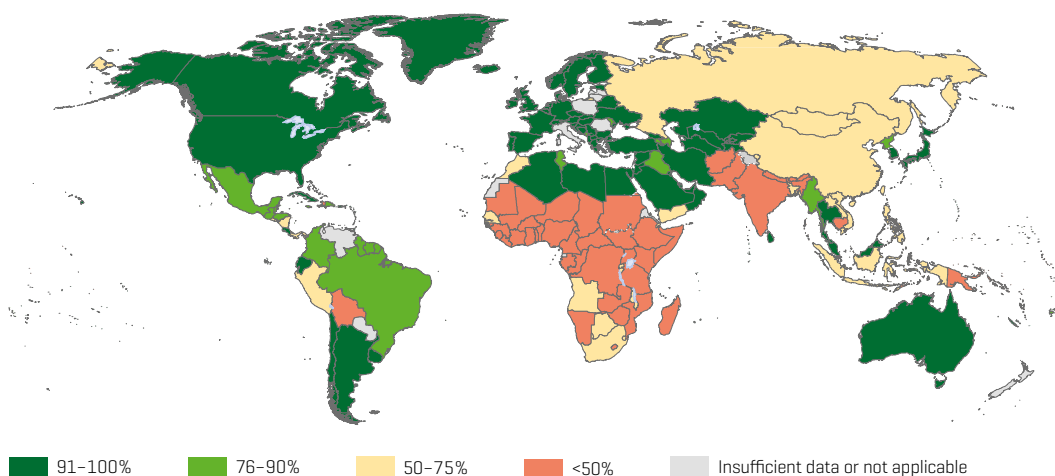 91–100%
76–90%
50–75%
<50%
Insufficient data or not applicable